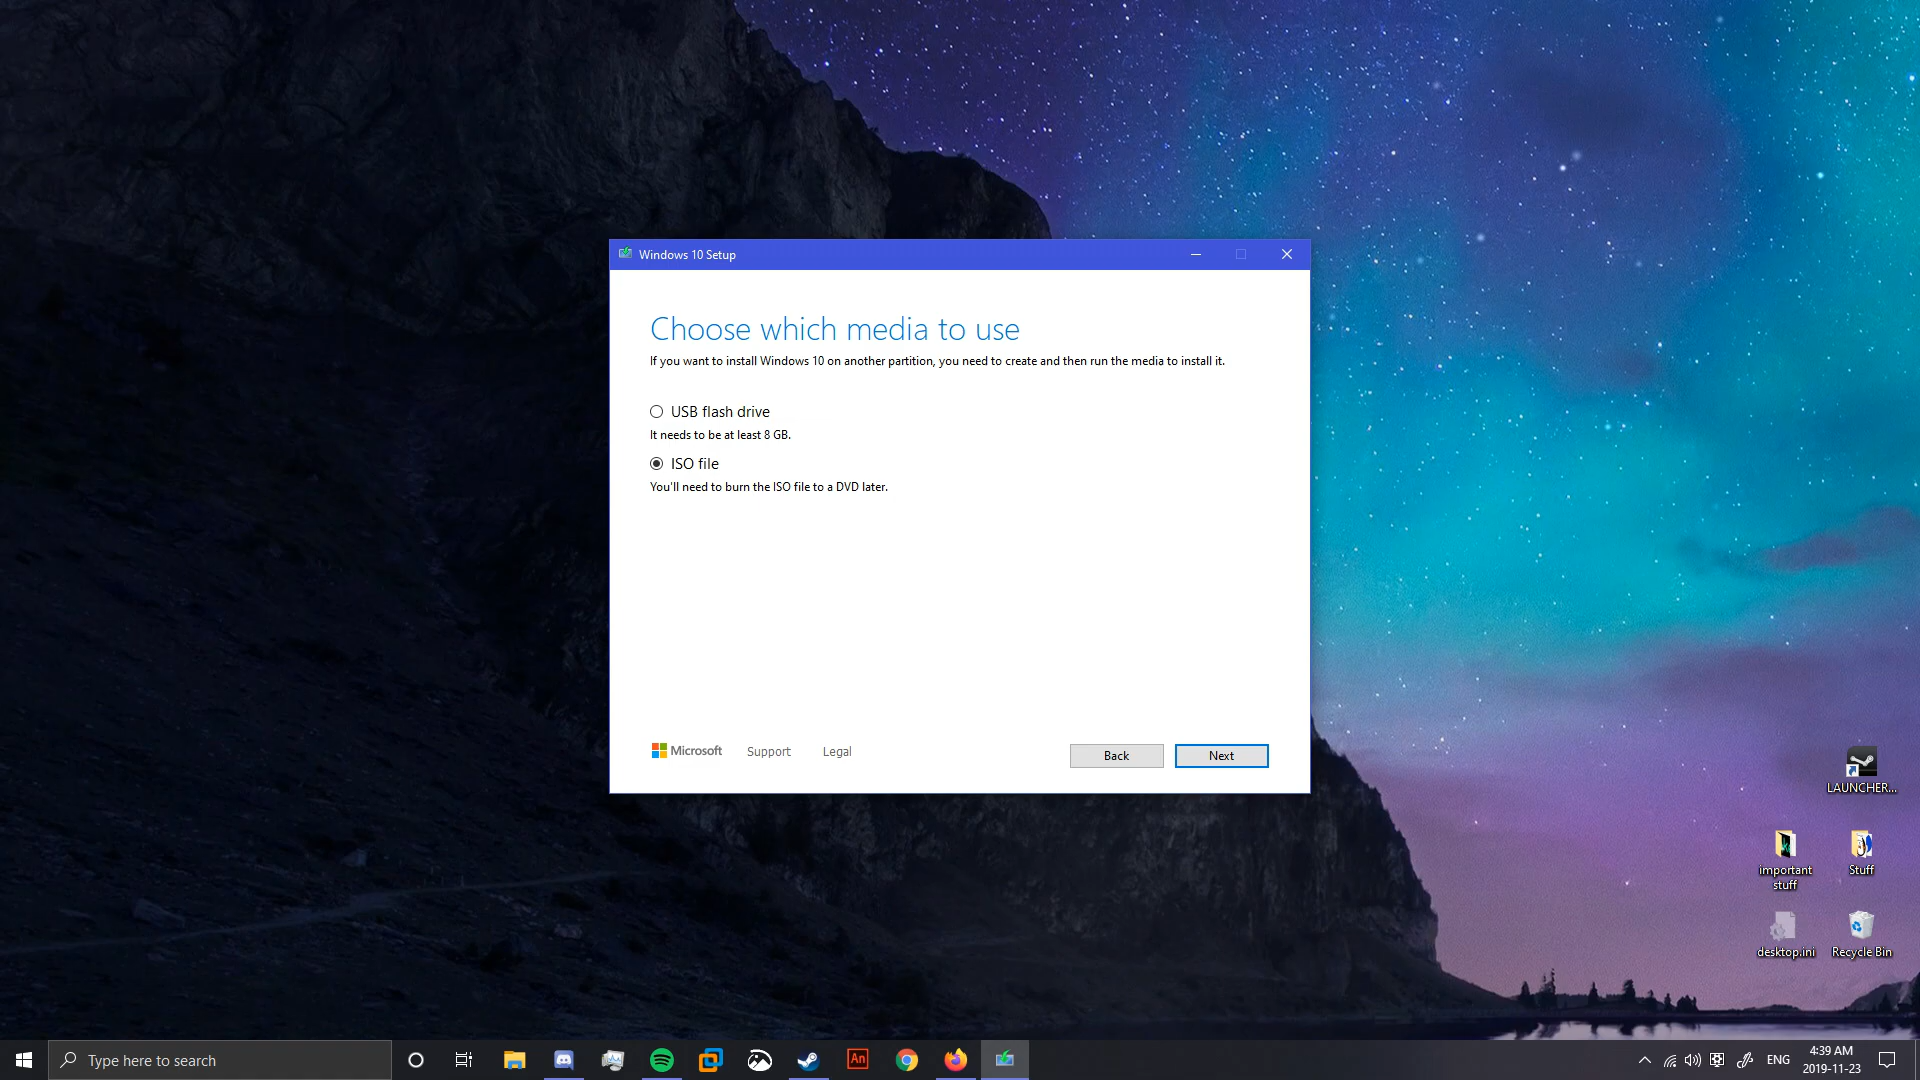 Windows 10 Setup
Choose which media to use
If you want to install Windows 10 on another partition, you need to create and then run the media to install it.
USB flash drive
It needs to be at least 8 GB.
ISO file
You'll need to burn the ISO file to a DVD later.
Microsoft
Support
Legal
Back
Next
LAUNCHER...
important
stuff
Stuff
desktop.ini
Recycle Bin
Type here to search
An
ENG
4:39 AM
2019-11-23